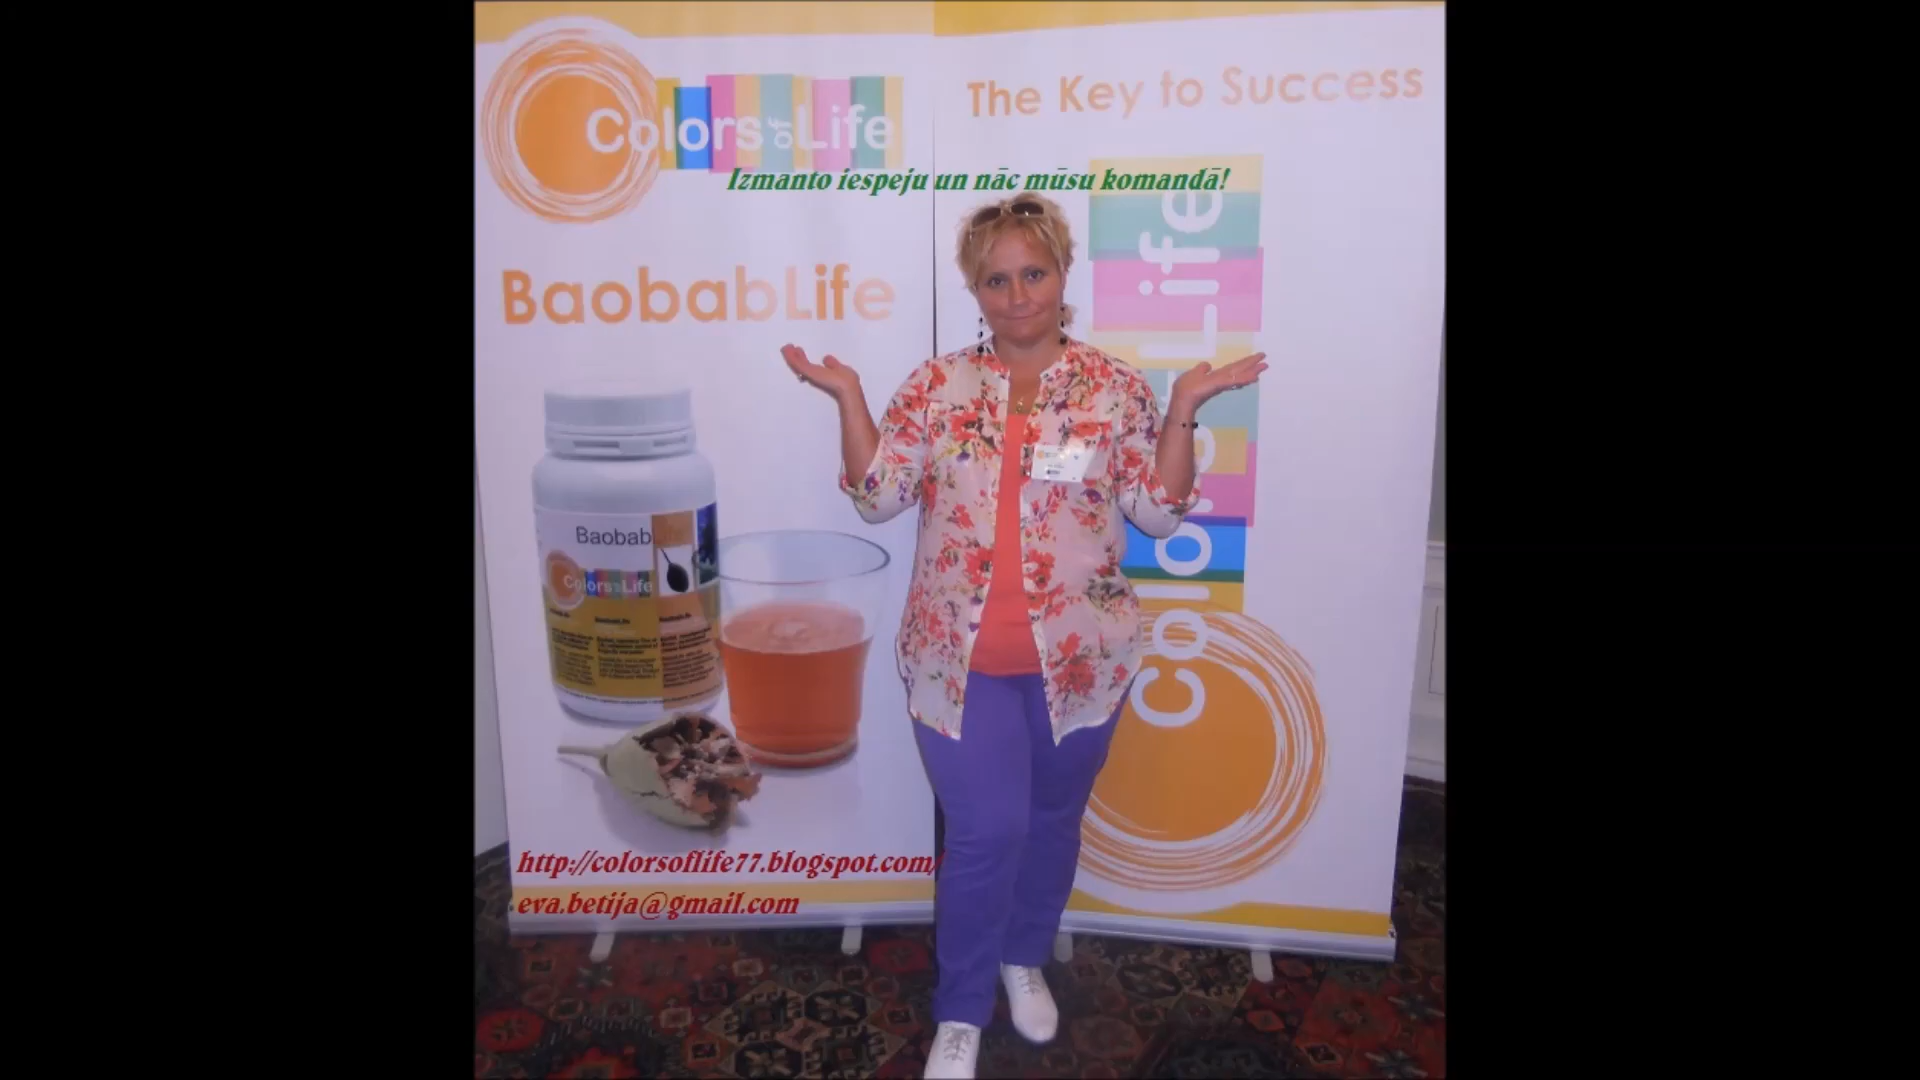 Colors of Life
The Key to Success
Izmanto iespeju un nāc mūsu komandā!
BaobabLife
Colors of Life
BaobabLife
Colors of Life
http://colorsoflife77.blogspot.com/
eva.betija@gmail.com